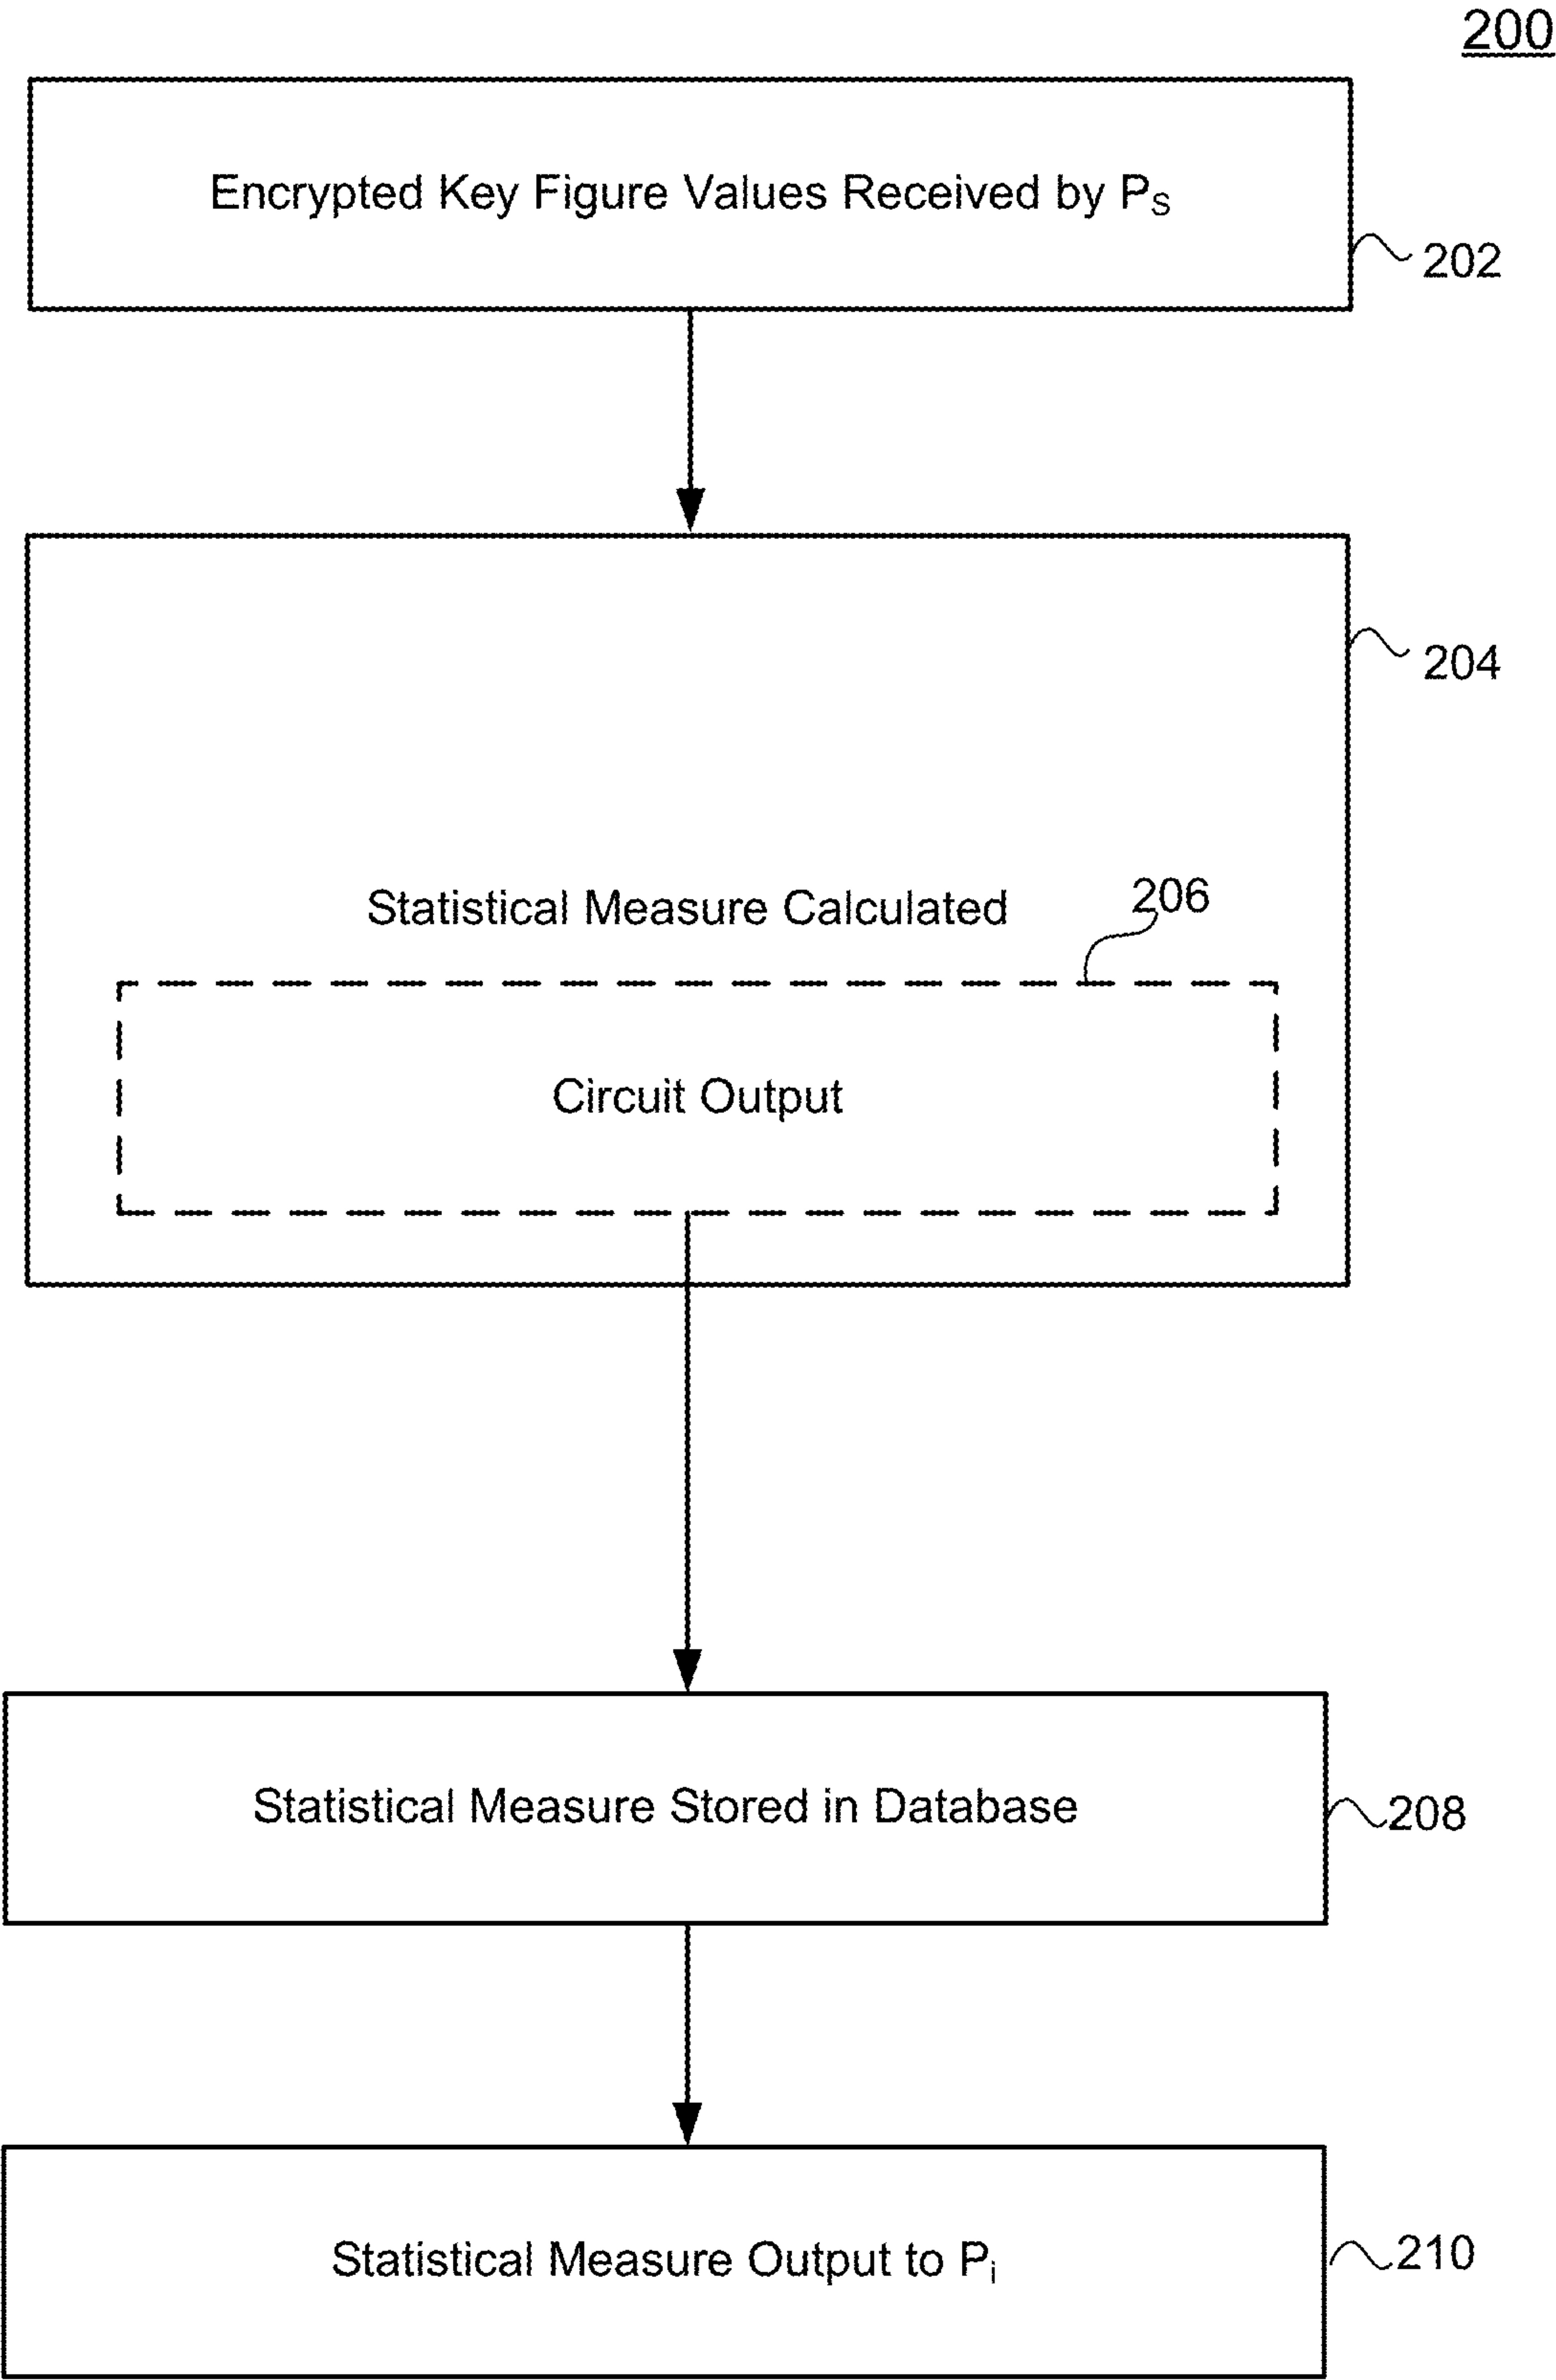 200
Encrypted Key Figure Values Received by PS
202
204
Statistical Measure Calculated
206
Circuit Output
Statistical Measure Stored in Database
208
Statistical Measure Output to Pi
210